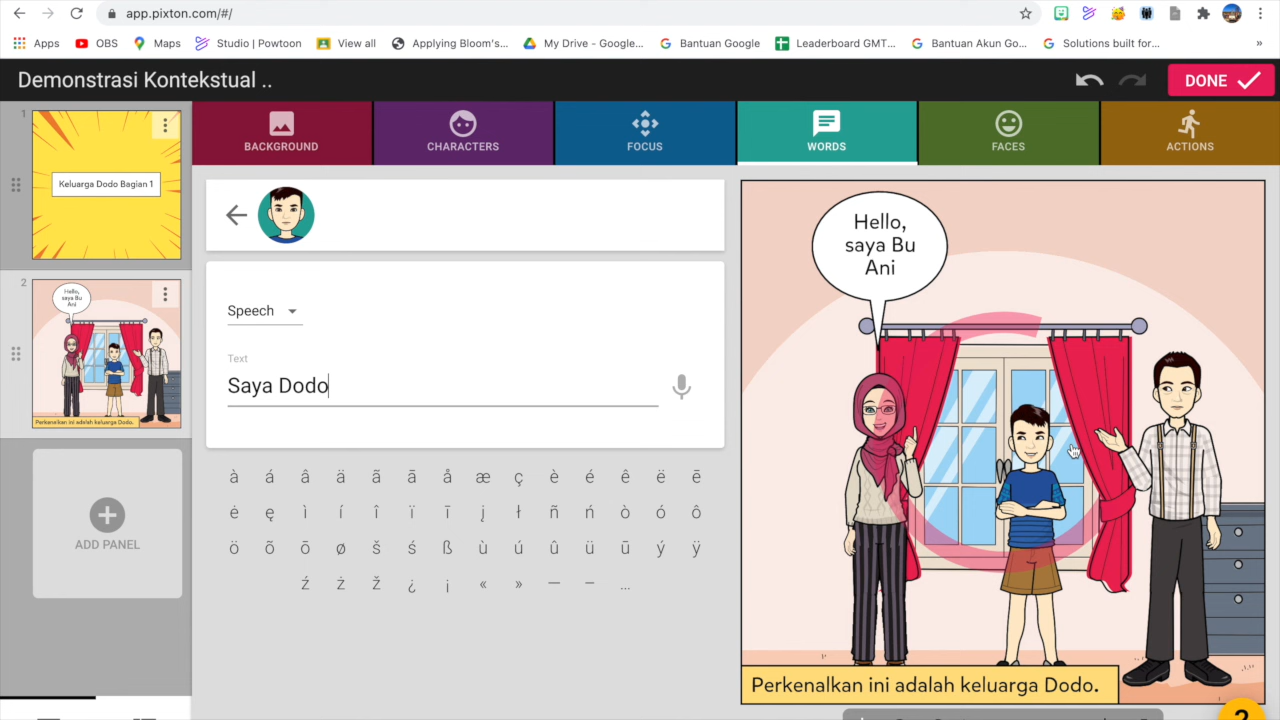 app.pixton.com/#/
Apps OBS Maps Studio | Powtoon View all Applying Bloom's... My Drive - Google... Bantuan Google Leaderboard GMT... Bantuan Akun Go... Solutions built for... »
Demonstrasi Kontekstual ..
DONE
BACKGROUND CHARACTERS FOCUS WORDS FACES ACTIONS
1
Keluarga Dodo Bagian 1
2
Hello,
saya Bu
Ani
Perkenalkan ini adalah keluarga Dodo.
ADD PANEL
Speech
Text
Saya Dodo
à á â ä ã ā å æ ç è é ê ë ē
ė ę ì í î ï ī į ł ñ ń ò ó ô
ö õ ō ø š ś ß ù ú û ü ū ý ÿ
ź ż ž ¿ ¡ « » — – …
Hello,
saya Bu
Ani
Perkenalkan ini adalah keluarga Dodo.